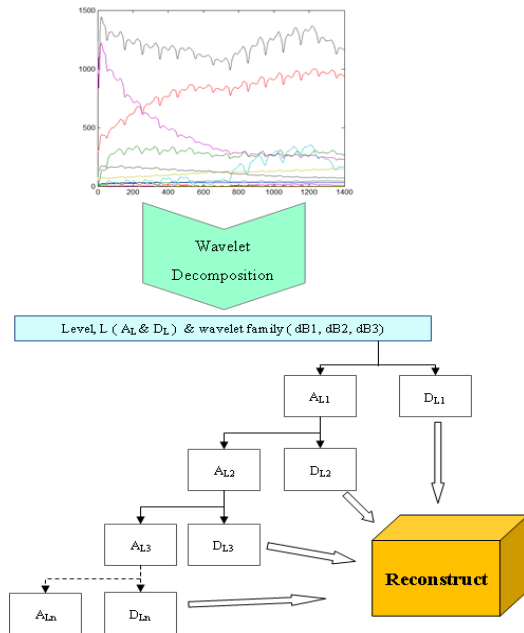 1500
1000
500
0
0 200 400 600 800 1000 1200 1400
Wavelet
Decomposition
Level, L ( AL & DL ) & wavelet family ( dB1, dB2, dB3)
AL1
DL1
AL2
DL2
AL3
DL3
Reconstruct
ALn
DLn